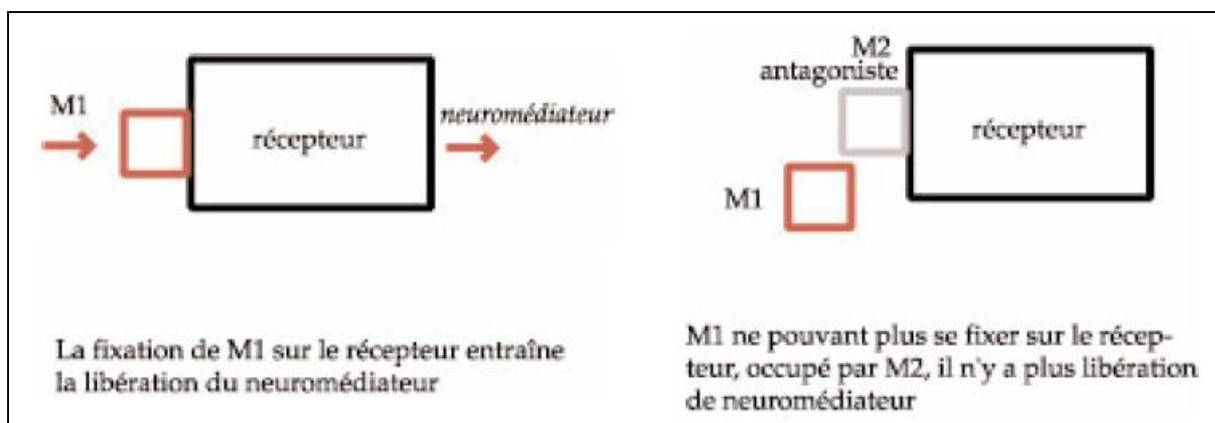 M1
récepteur
neuromédiateur
La fixation de M1 sur le récepteur entraîne
la libération du neuromédiateur
M2
antagoniste
récepteur
M1
M1 ne pouvant plus se fixer sur le récep-
teur, occupé par M2, il n'y a plus libération
de neuromédiateur